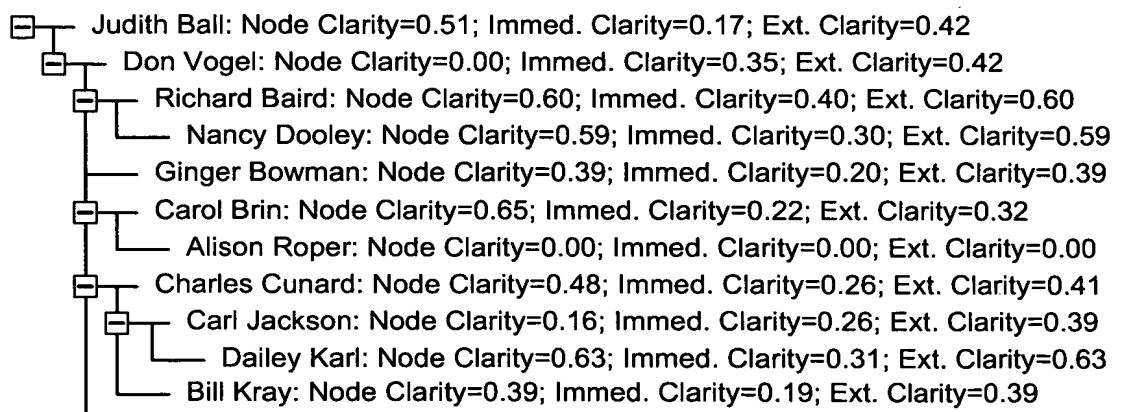 Judith Ball: Node Clarity=0.51; Immed. Clarity=0.17; Ext. Clarity=0.42
Don Vogel: Node Clarity=0.00; Immed. Clarity=0.35; Ext. Clarity=0.42
Richard Baird: Node Clarity=0.60; Immed. Clarity=0.40; Ext. Clarity=0.60
Nancy Dooley: Node Clarity=0.59; Immed. Clarity=0.30; Ext. Clarity=0.59
Ginger Bowman: Node Clarity=0.39; Immed. Clarity=0.20; Ext. Clarity=0.39
Carol Brin: Node Clarity=0.65; Immed. Clarity=0.22; Ext. Clarity=0.32
Alison Roper: Node Clarity=0.00; Immed. Clarity=0.00; Ext. Clarity=0.00
Charles Cunard: Node Clarity=0.48; Immed. Clarity=0.26; Ext. Clarity=0.41
Carl Jackson: Node Clarity=0.16; Immed. Clarity=0.26; Ext. Clarity=0.39
Dailey Karl: Node Clarity=0.63; Immed. Clarity=0.31; Ext. Clarity=0.63
Bill Kray: Node Clarity=0.39; Immed. Clarity=0.19; Ext. Clarity=0.39